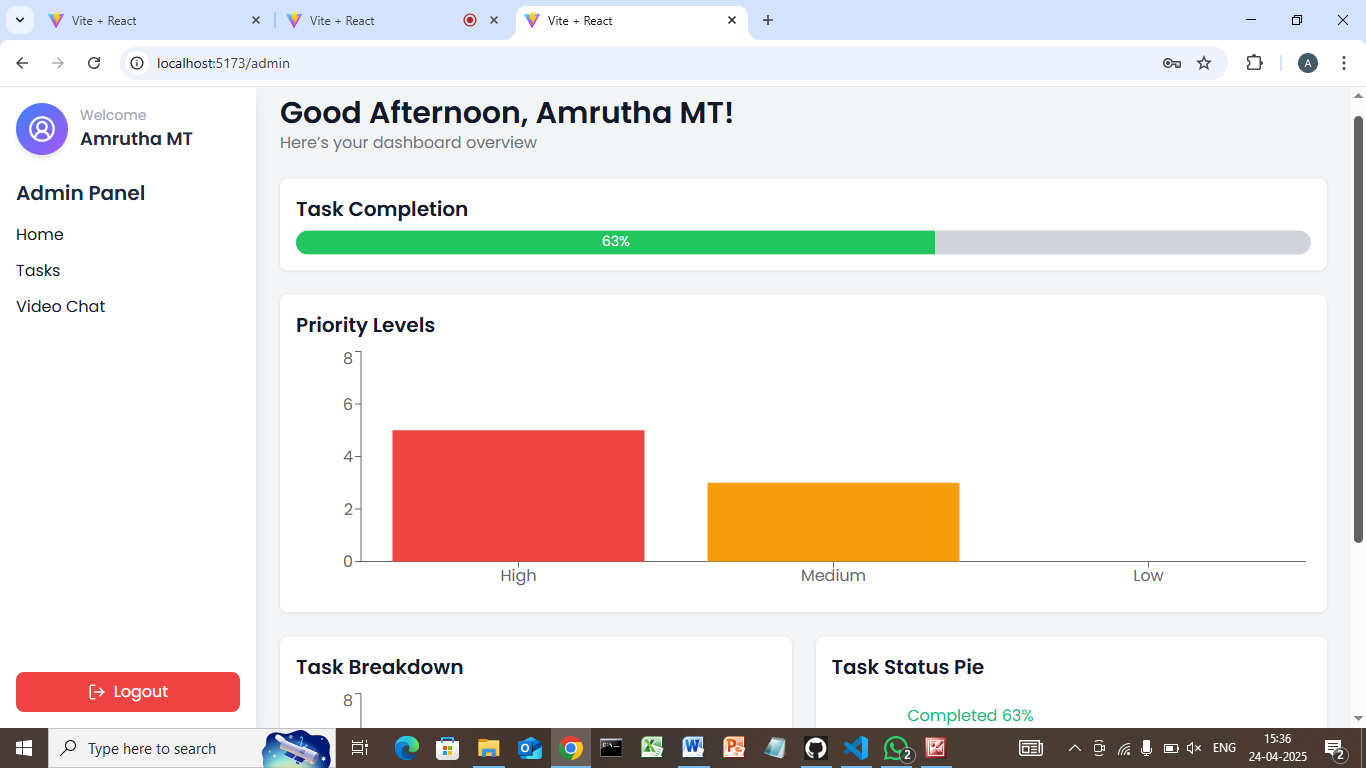 Vite + React
Vite + React
Vite + React
localhost:5173/admin
A
Welcome
Amrutha MT
Admin Panel
Home
Tasks
Video Chat
Logout
Good Afternoon, Amrutha MT!
Here’s your dashboard overview
Task Completion
63%
Priority Levels
8
6
4
2
0
High
Medium
Low
Task Breakdown
8
Task Status Pie
Completed 63%
Type here to search
2
ENG
15:36
24-04-2025
2